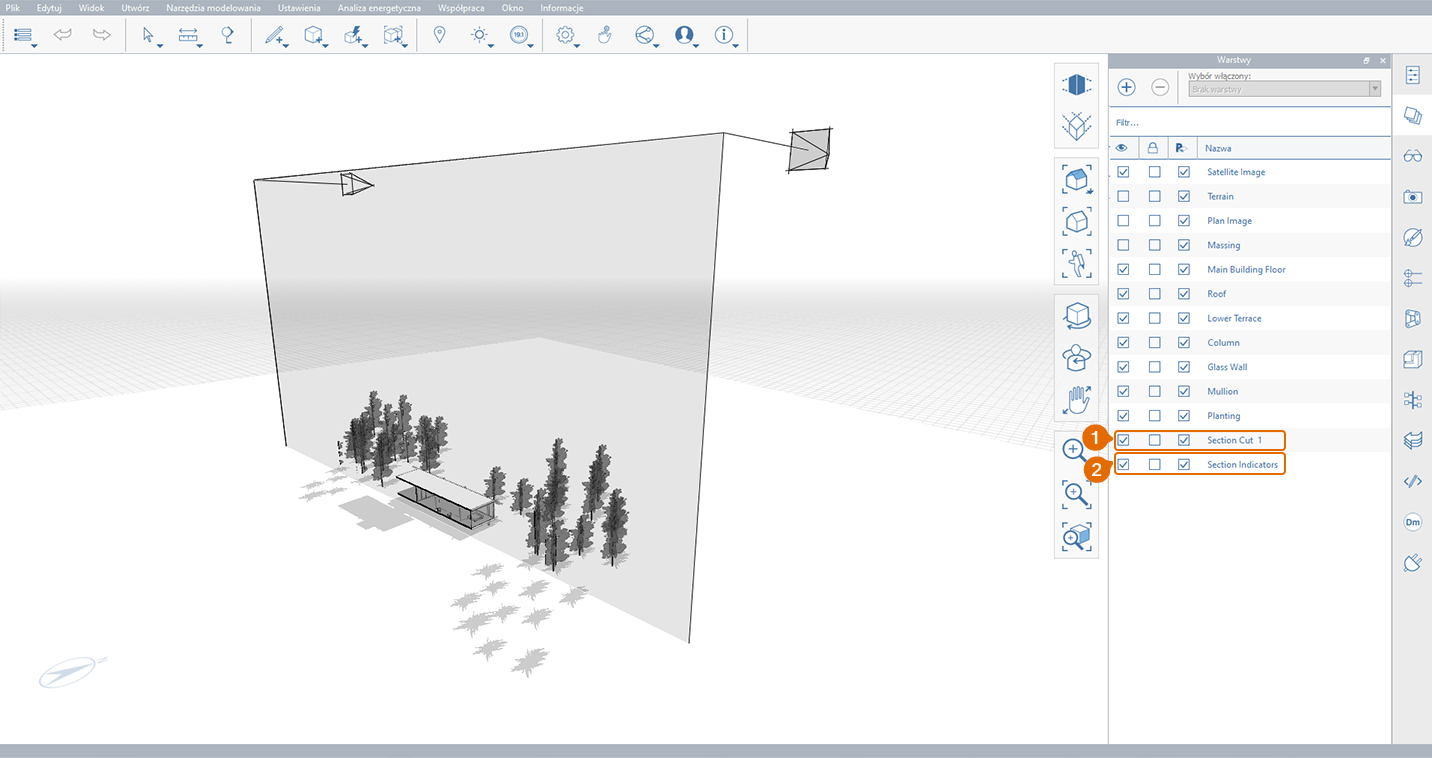 Plik Edytuj Widok Utwórz Narzędzia modelowania Ustawienia Analiza energetyczna Współpraca Okno Informacje
19.1
Warstwy
Wybór włączony:
Brak warstwy
Filtr...
Nazwa
Satellite Image
Terrain
Plan Image
Massing
Main Building Floor
Roof
Lower Terrace
Column
Glass Wall
Mullion
Planting
1 Section Cut 1
2 Section Indicators
Dm